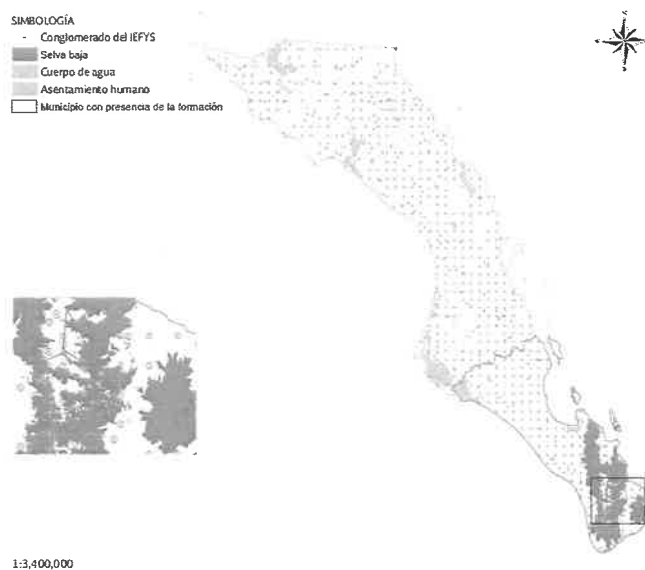 SIMBOLOGÍA
Conglomerado del IEFYS
Selva baja
Cuerpo de agua
Asentamiento humano
Municipio con presencia de la formación
1:3,400,000